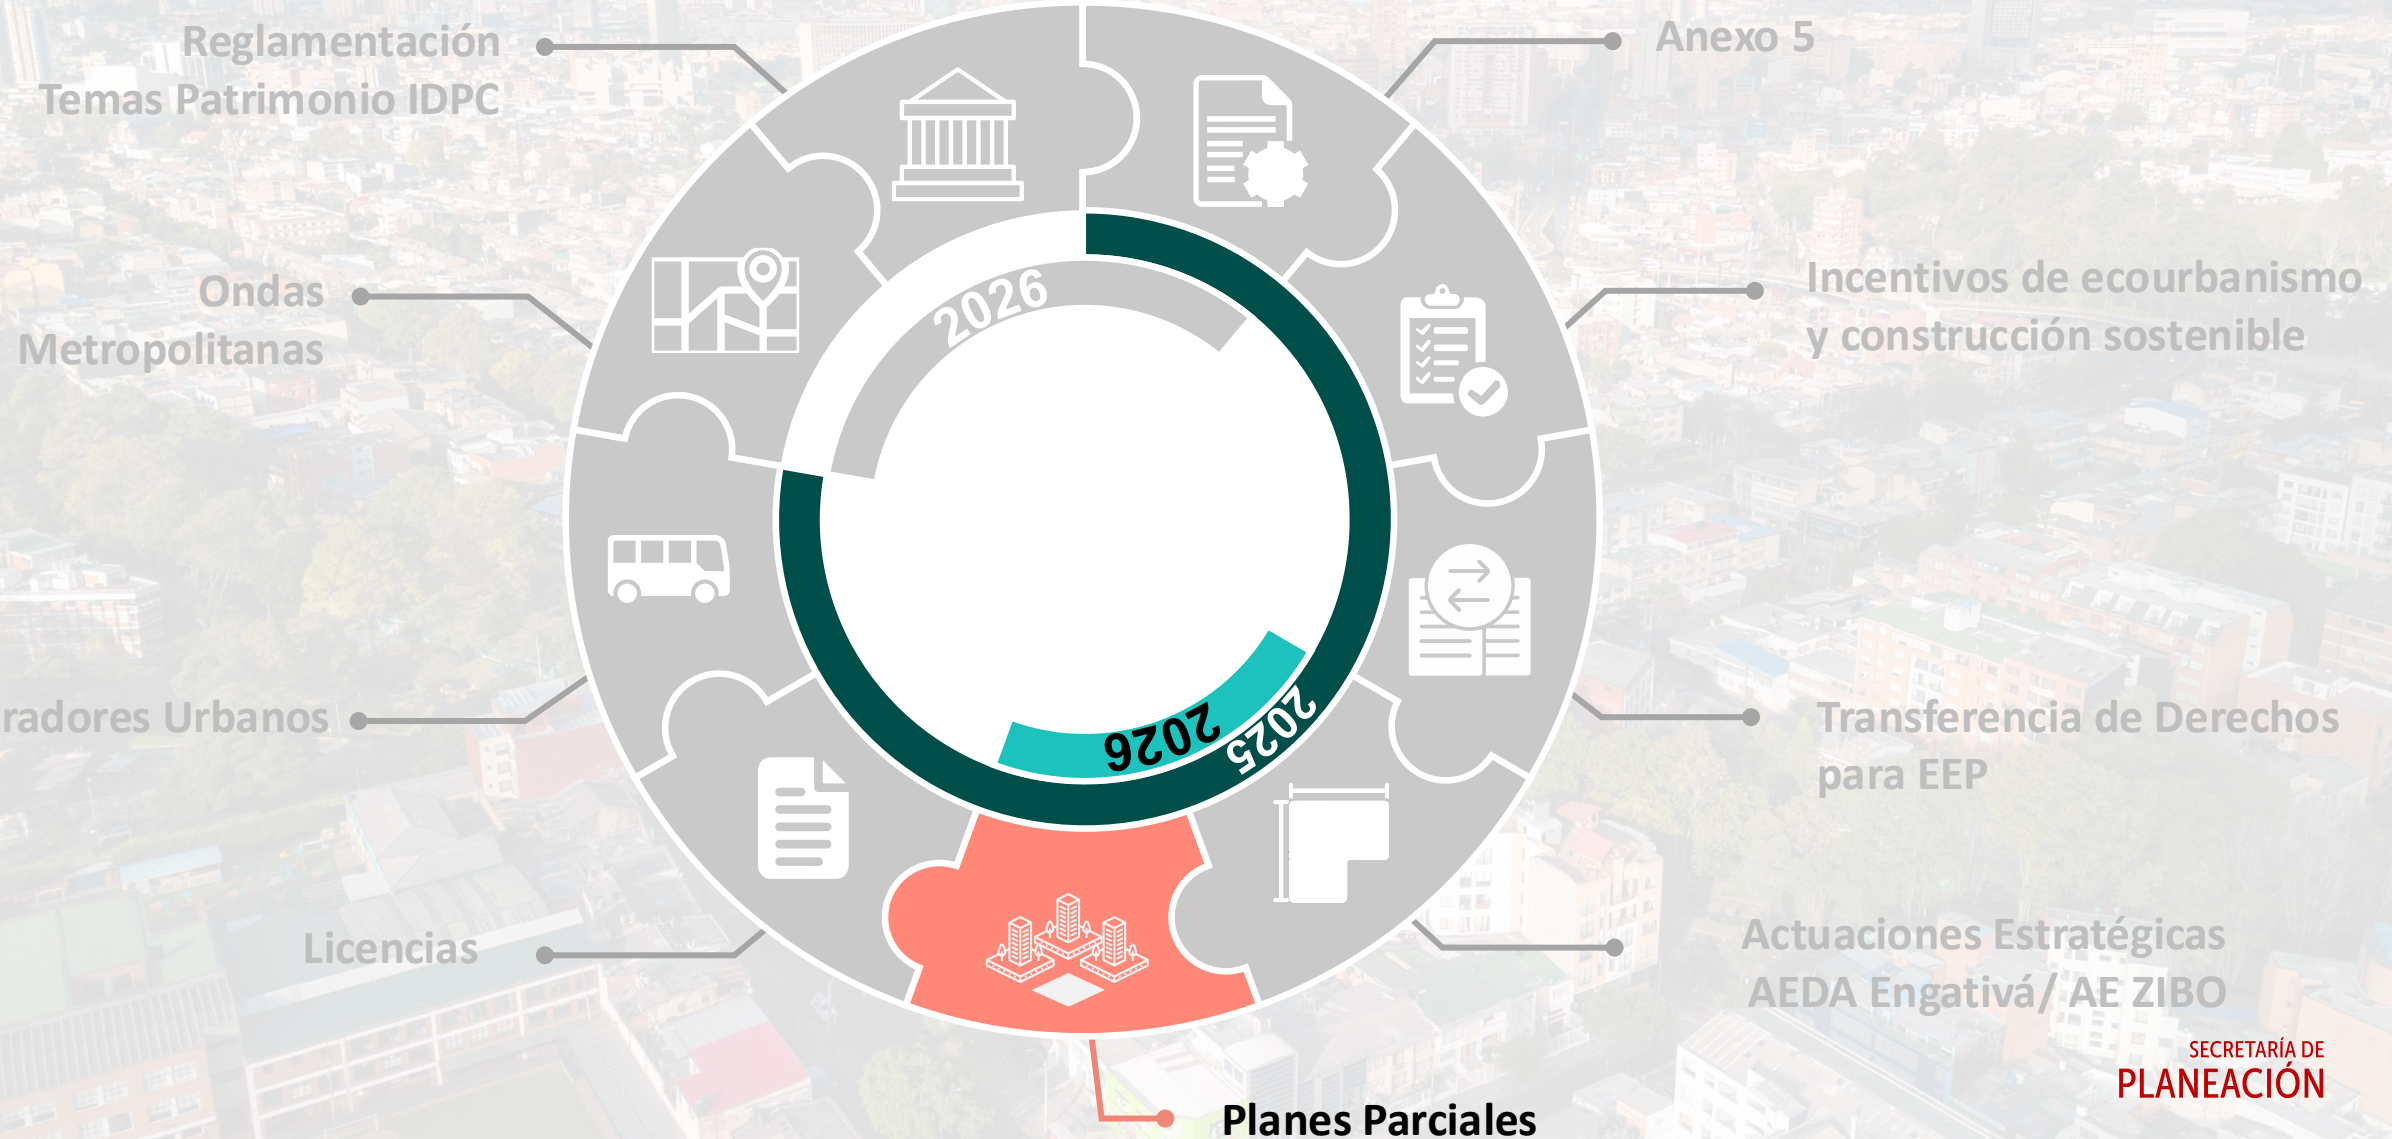 Reglamentación
Temas Patrimonio IDPC
Anexo 5
Ondas
Metropolitanas
Incentivos de ecourbanismo
y construcción sostenible
2026
radores Urbanos
Transferencia de Derechos
para EEP
2025
2026
Licencias
Actuaciones Estratégicas
AEDA Engativá/ AE ZIBO
Planes Parciales
SECRETARÍA DE
PLANEACIÓN